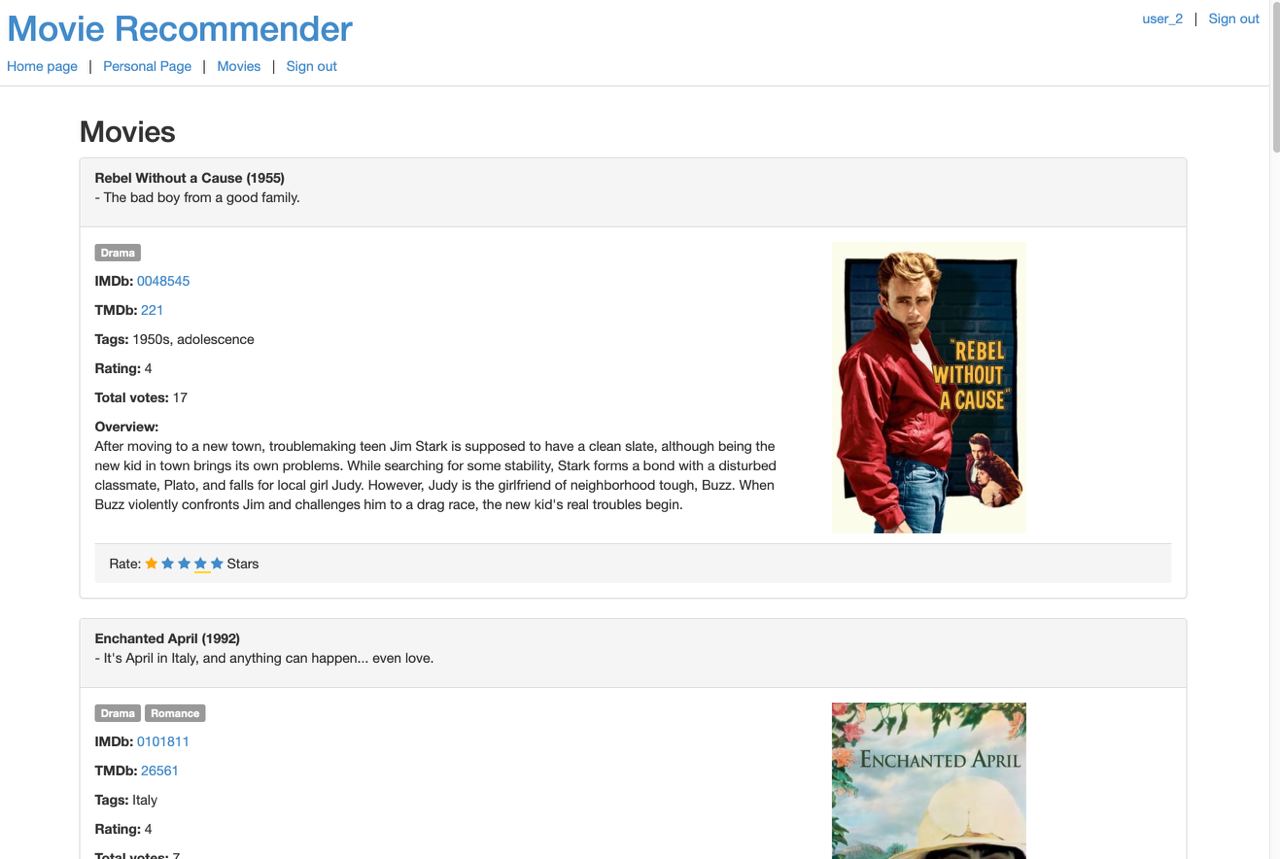 Movie Recommender
user_2 | Sign out
Home page | Personal Page | Movies | Sign out
Movies
Rebel Without a Cause (1955)
- The bad boy from a good family.
Drama
IMDb: 0048545
TMDb: 221
Tags: 1950s, adolescence
Rating: 4
Total votes: 17
Overview:
After moving to a new town, troublemaking teen Jim Stark is supposed to have a clean slate, although being the
new kid in town brings its own problems. While searching for some stability, Stark forms a bond with a disturbed
classmate, Plato, and falls for local girl Judy. However, Judy is the girlfriend of neighborhood tough, Buzz. When
Buzz violently confronts Jim and challenges him to a drag race, the new kid's real troubles begin.
"REBEL
WITHOUT
A CAUSE"
Rate: Stars
Enchanted April (1992)
- It's April in Italy, and anything can happen... even love.
Drama Romance
IMDb: 0101811
TMDb: 26561
Tags: Italy
Rating: 4
Total votes: 7
ENCHANTED APRIL